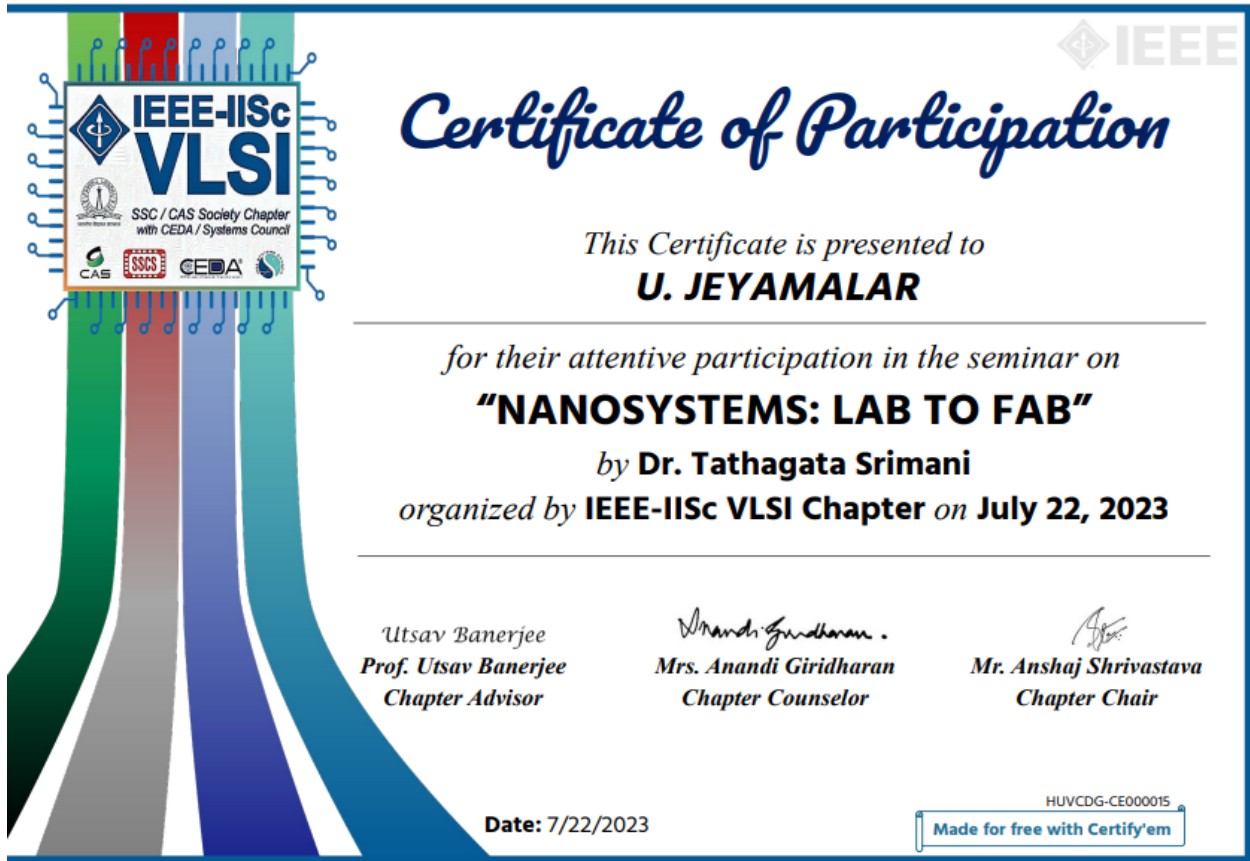 IEEE
IEEE-IISc
VLSI
SSC / CAS Society Chapter
with CEDA / Systems Council
CAS
SSCS
CEDA
Certificate of Participation
This Certificate is presented to
U. JEYAMALAR
for their attentive participation in the seminar on
“NANOSYSTEMS: LAB TO FAB”
by Dr. Tathagata Srimani
organized by IEEE-IISc VLSI Chapter on July 22, 2023
Utsav Banerjee
Anandi Giridharan.
Prof. Utsav Banerjee
Mrs. Anandi Giridharan
Mr. Anshaj Shrivastava
Chapter Advisor
Chapter Counselor
Chapter Chair
HUVCDG-CE000015
Date: 7/22/2023
Made for free with Certify'em